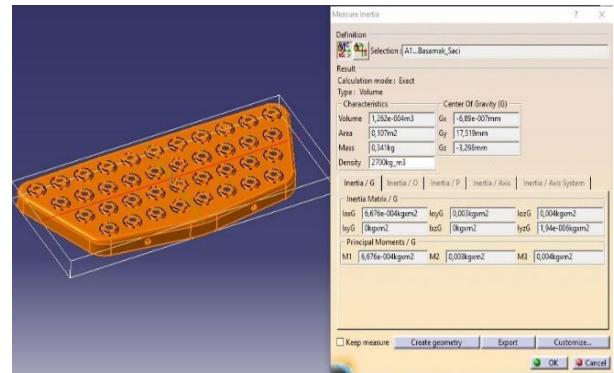 Measure Inertia ? X
Definition
Selection : A1...Basamak_Saci
Result
Calculation mode : Exact
Type : Volume
Characteristics Center Of Gravity (G)
Volume 1,262e-004m3 Gx -6,89e-007mm
Area 0,107m2 Gy 17,519mm
Mass 0,341kg Gz -3,298mm
Density 2700kg_m3
Inertia / G Inertia / O Inertia / P Inertia / Axis Inertia / Axis System
Inertia Matrix / G
IoxG 6,676e-004kgxm2 IoyG 0,003kgxm2 IozG 0,004kgxm2
IxyG 0kgxm2 IxzG 0kgxm2 IyzG 1,94e-006kgxm2
Principal Moments / G
M1 6,676e-004kgxm2 M2 0,003kgxm2 M3 0,004kgxm2
Keep measure Create geometry Export Customize...
OK Cancel